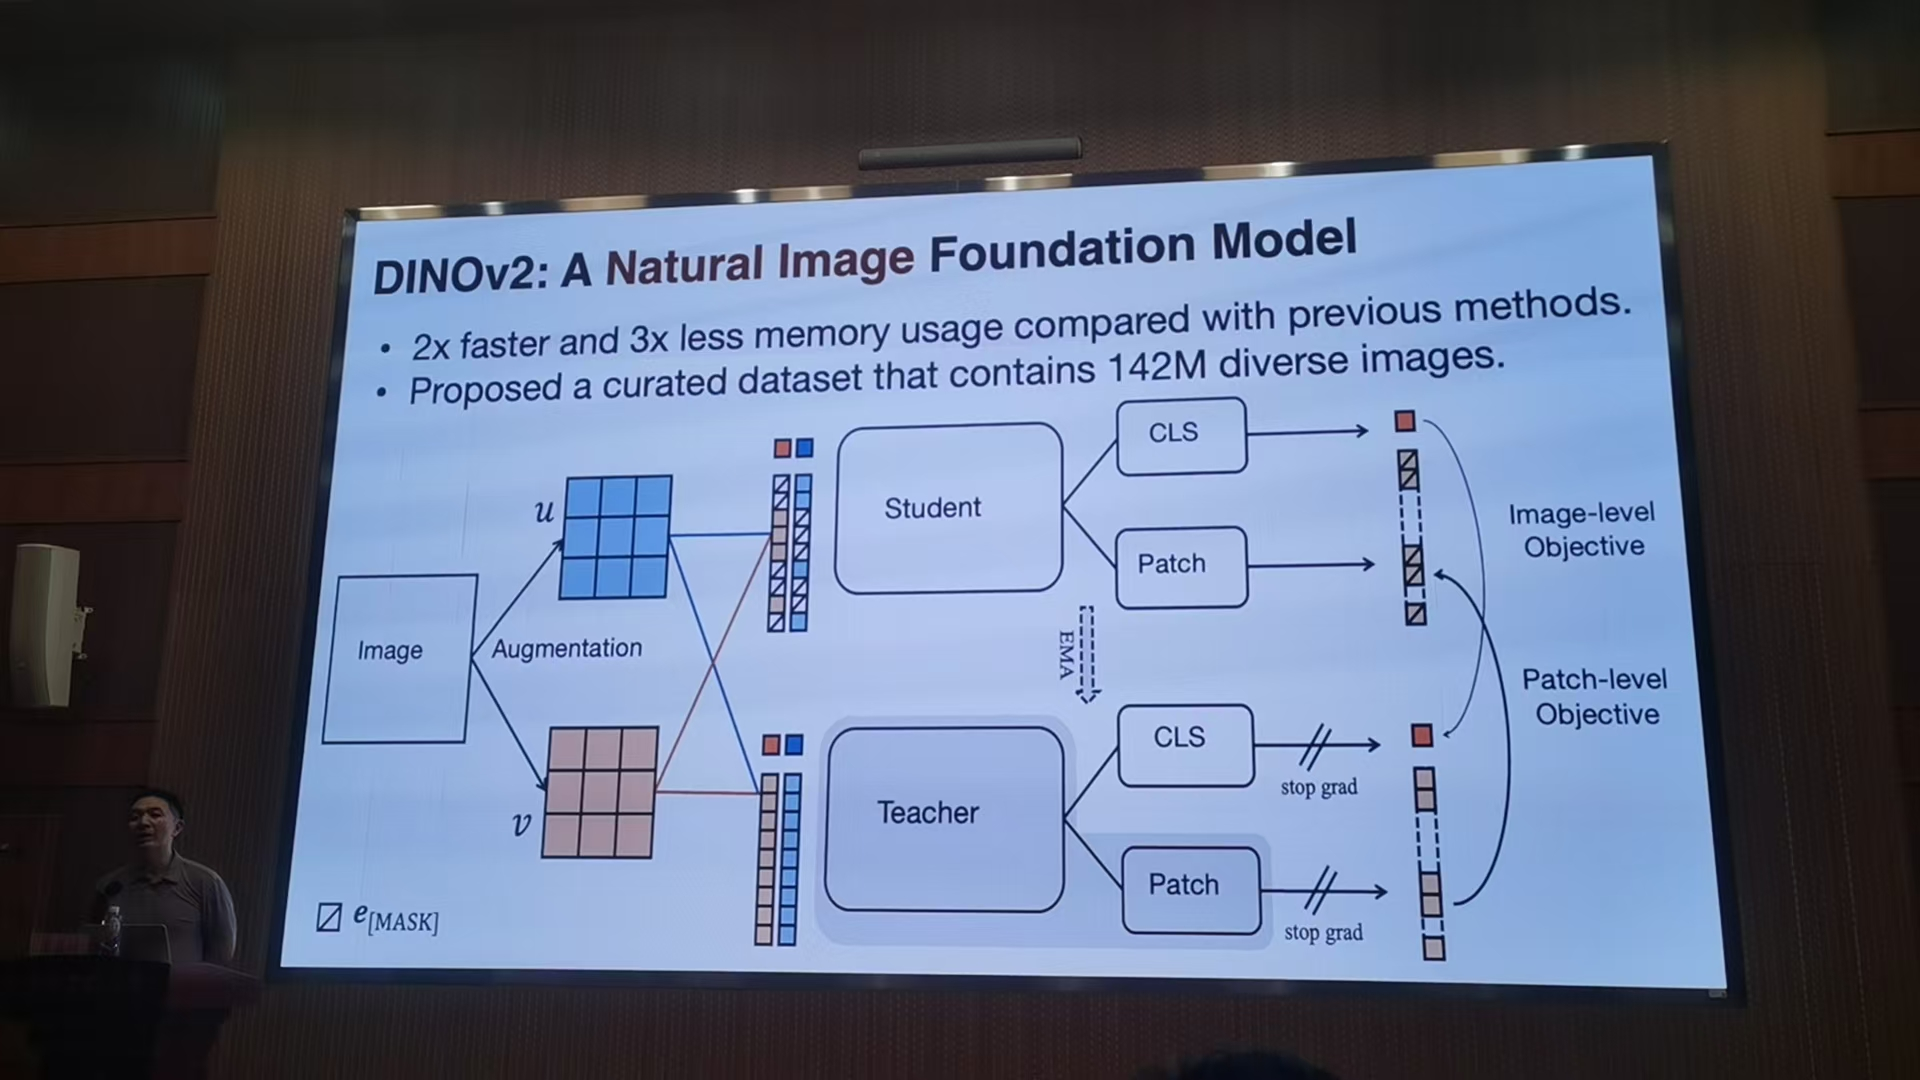 DINOv2: A Natural Image Foundation Model
• 2x faster and 3x less memory usage compared with previous methods.
• Proposed a curated dataset that contains 142M diverse images.
CLS
u
Student
Image-level
Objective
Patch
Image
Augmentation
EMA
Patch-level
Objective
CLS
stop grad
v
Teacher
Patch
stop grad
e[MASK]